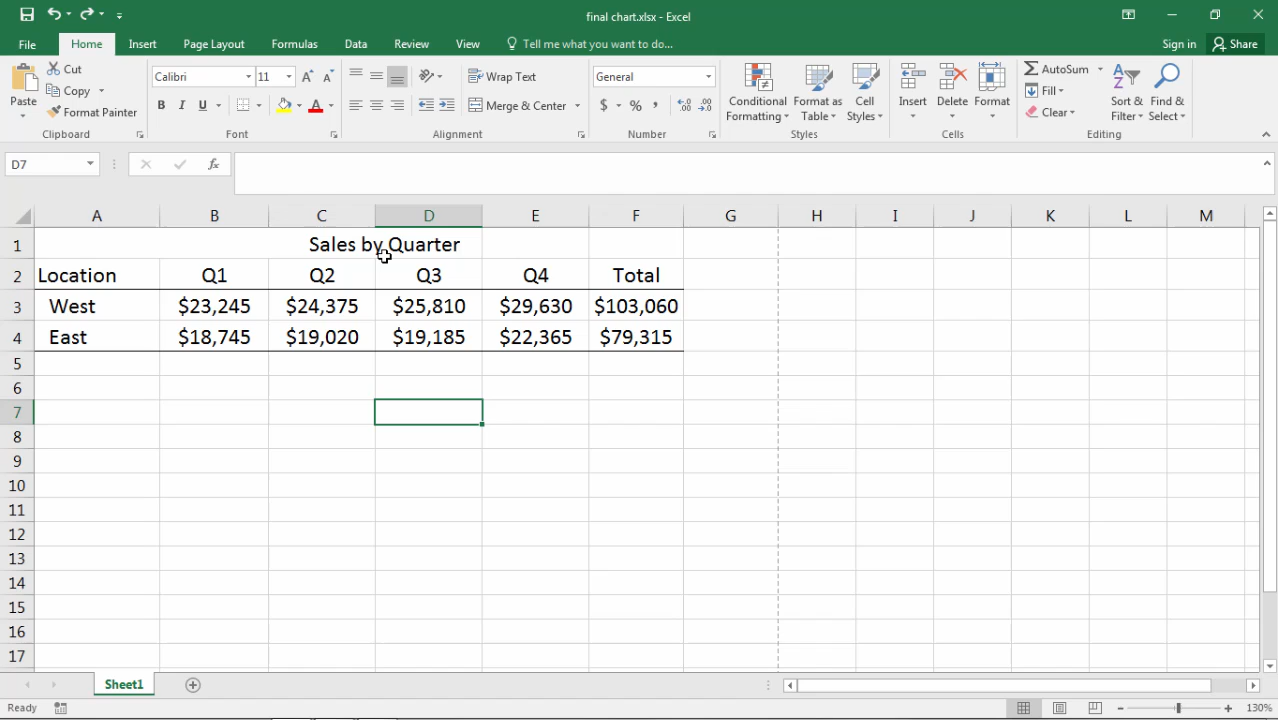 final chart.xlsx - Excel
File Home Insert Page Layout Formulas Data Review View Tell me what you want to do... Sign in Share
Cut
Copy
Format Painter
Paste
Clipboard
Calibri 11
B I U
Font
Wrap Text
Merge & Center
Alignment
General
$ % ,
Number
Conditional Formatting
Format as Table
Cell Styles
Styles
Insert
Delete
Format
Cells
AutoSum
Fill
Clear
Sort & Filter
Find & Select
Editing
D7 fx
A B C D E F G H I J K L M
1 Sales by Quarter
2 Location Q1 Q2 Q3 Q4 Total
3 West $23,245 $24,375 $25,810 $29,630 $103,060
4 East $18,745 $19,020 $19,185 $22,365 $79,315
5
6
7
8
9
10
11
12
13
14
15
16
17
Sheet1
Ready 130%